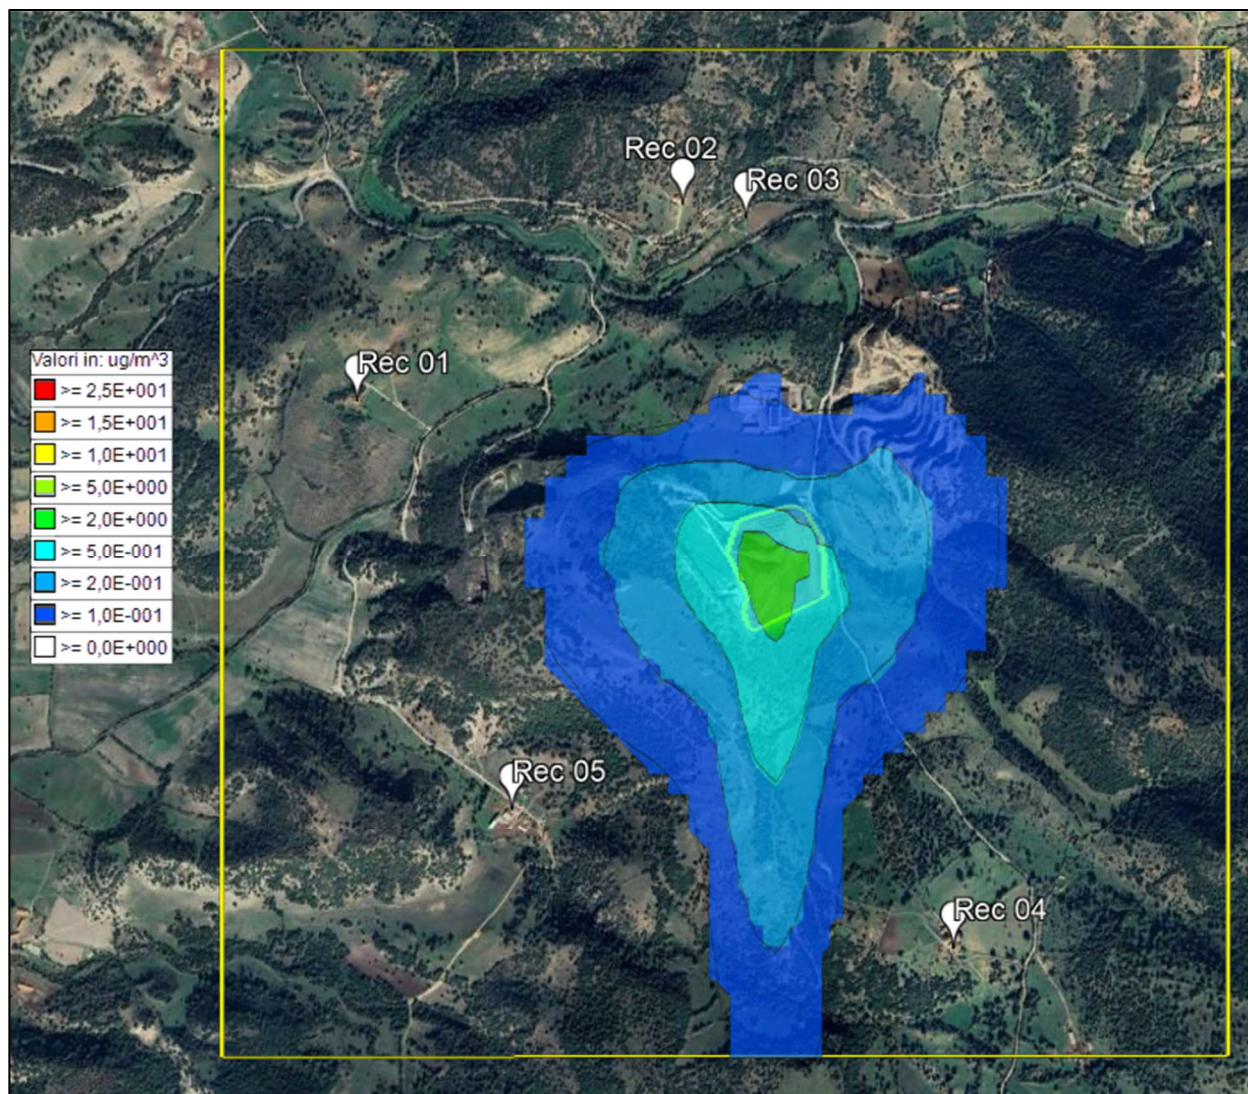 Rec 02
Rec 03
Rec 01
Valori in: ug/m^3
>= 2,5E+001
>= 1,5E+001
>= 1,0E+001
>= 5,0E+000
>= 2,0E+000
>= 5,0E-001
>= 2,0E-001
>= 1,0E-001
>= 0,0E+000
Rec 05
Rec 04